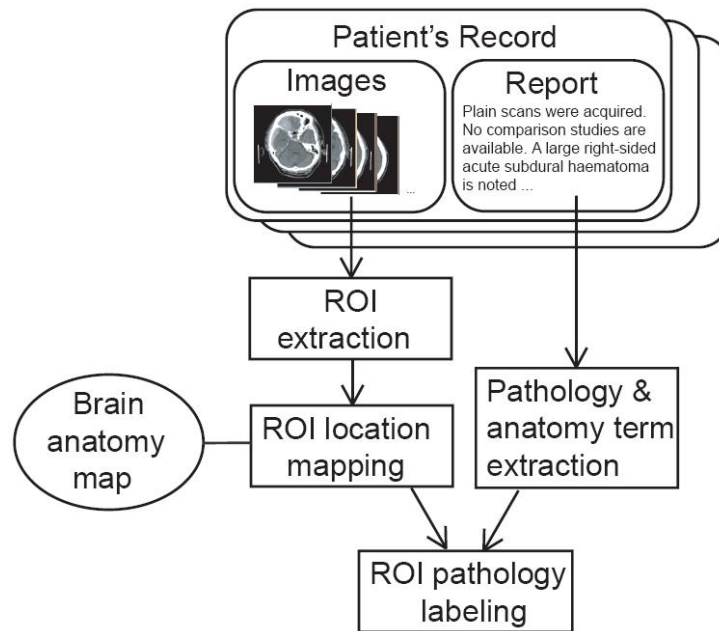 Patient's Record
Images
...
Report
Plain scans were acquired.
No comparison studies are
available. A large right-sided
acute subdural haematoma
is noted ...
ROI
extraction
Brain
anatomy
map
ROI location
mapping
Pathology &
anatomy term
extraction
ROI pathology
labeling